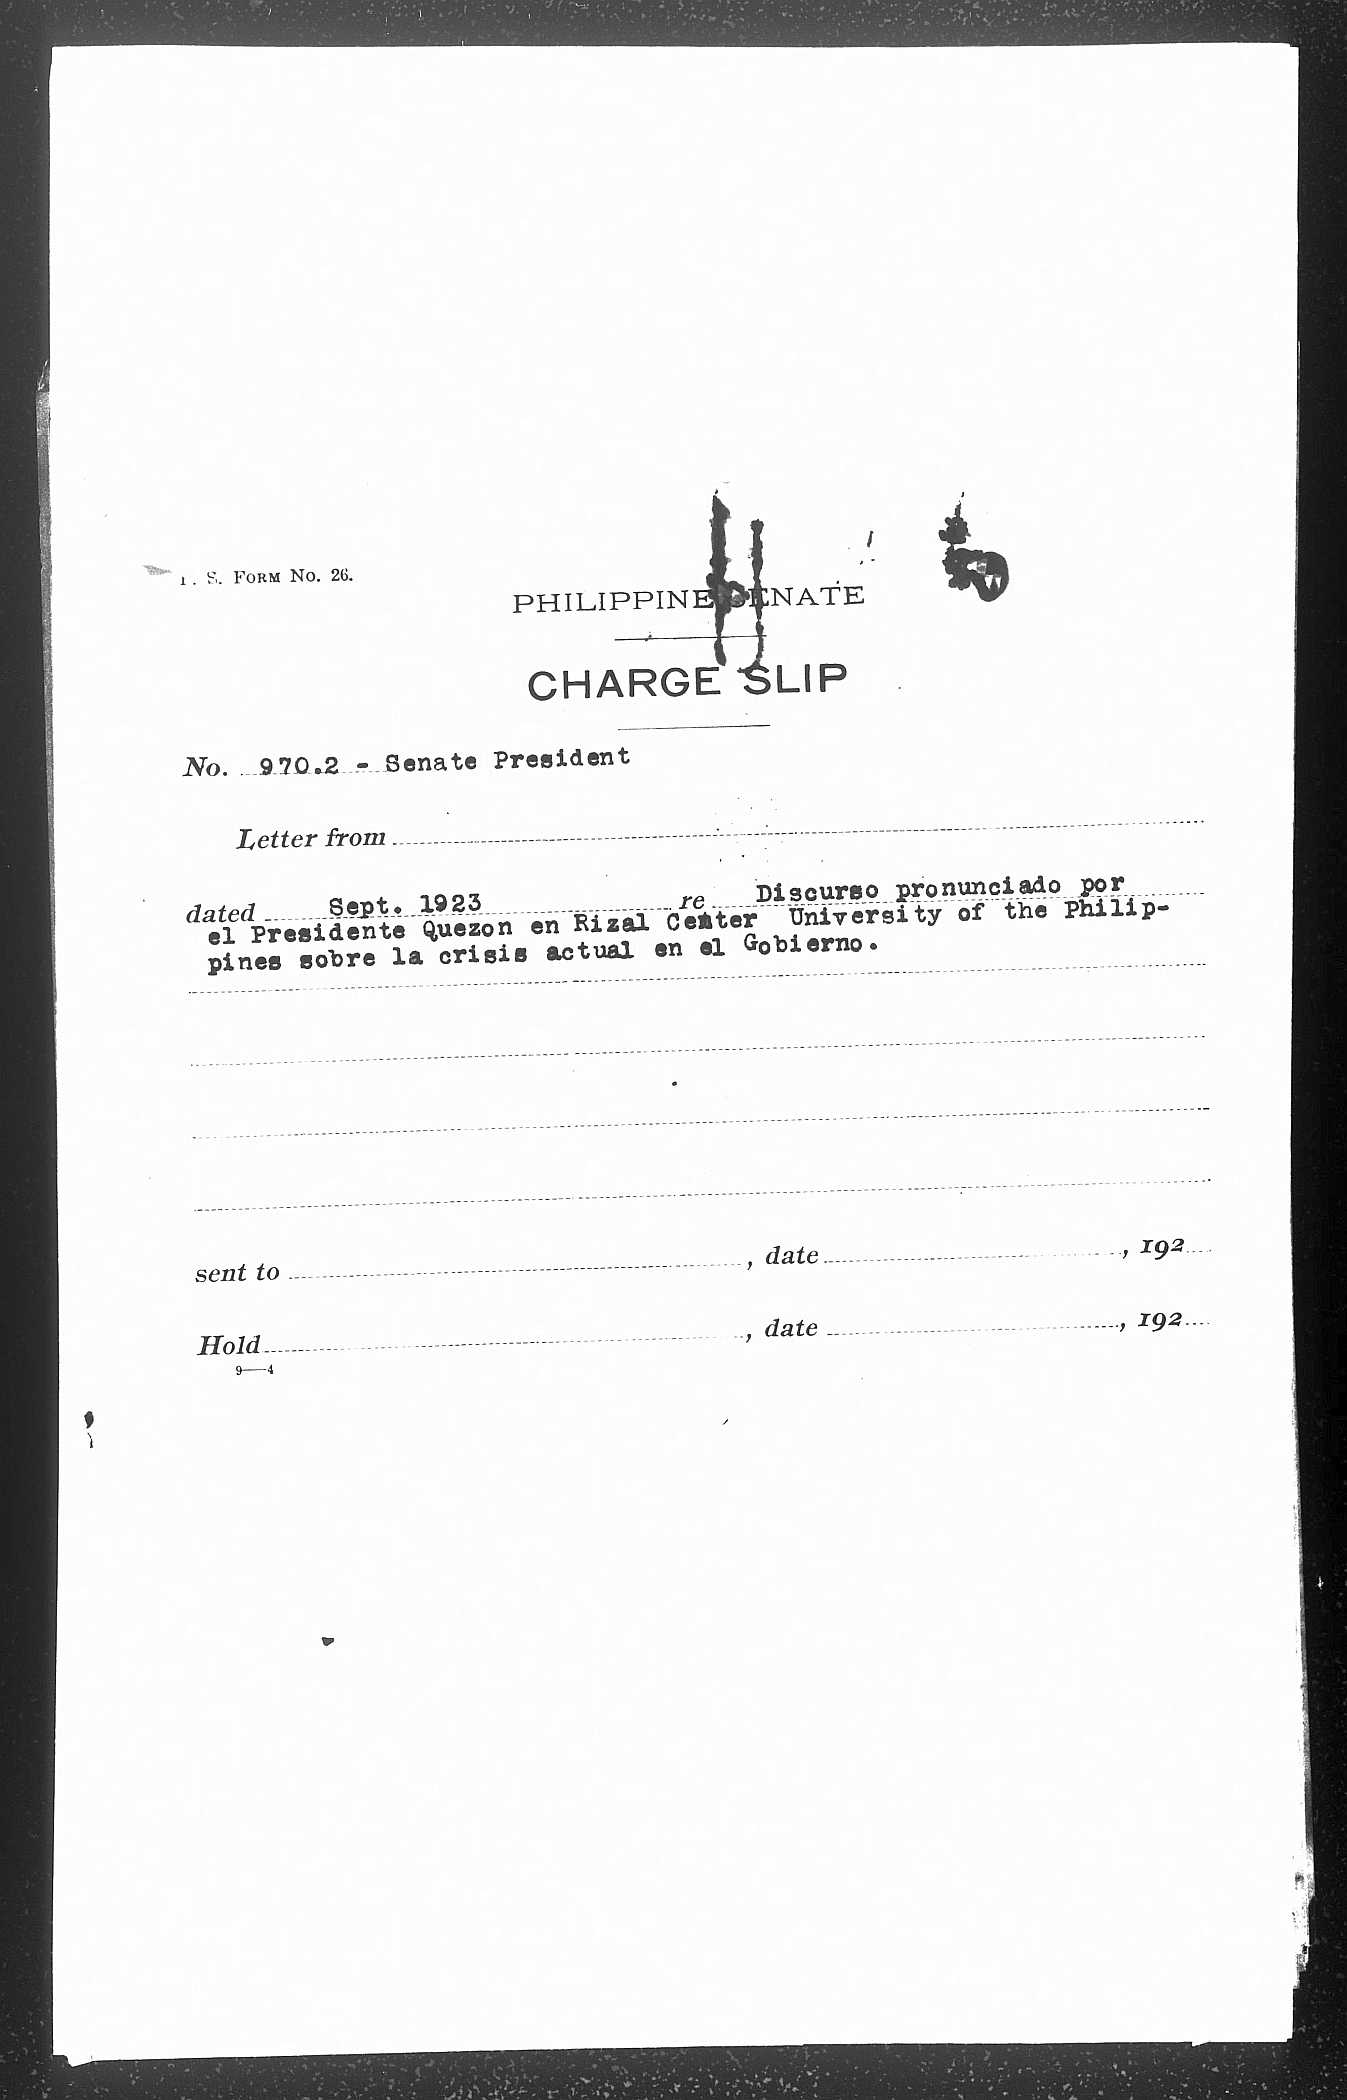 P. S. FORM No. 26.
PHILIPPINE SENATE
CHARGE SLIP
No. 970.2 - Senate President
Letter from
dated Sept. 1923 re Discurso pronunciado por
el Presidente Quezon en Rizal Center University of the Philip-
pines sobre la crisis actual en el Gobierno.
sent to , date , 192
Hold , date , 192
9—4